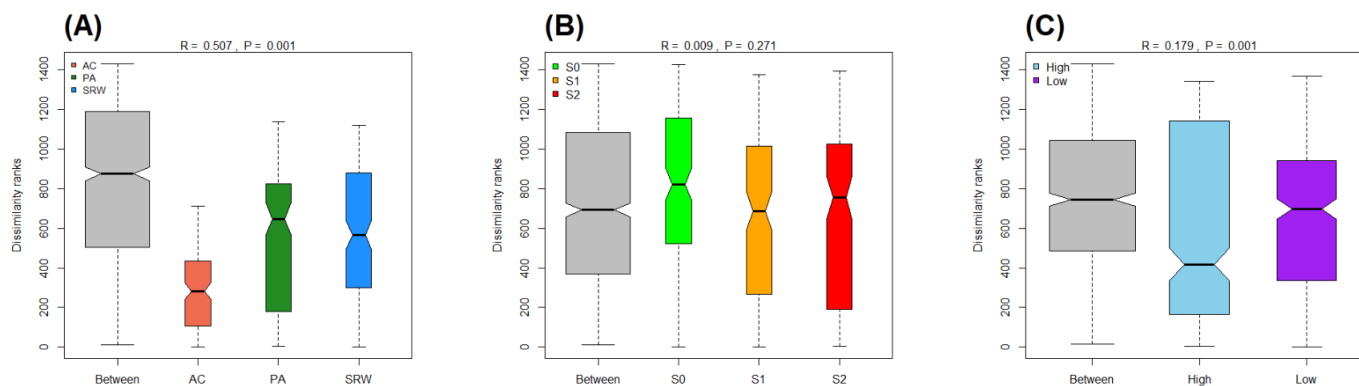 (A)
R = 0.507 , P = 0.001
AC
PA
SRW
Dissimilarity ranks
0 200 400 600 800 1000 1200 1400
Between AC PA SRW
(B)
R = 0.009 , P = 0.271
S0
S1
S2
Dissimilarity ranks
0 200 400 600 800 1000 1200 1400
Between S0 S1 S2
(C)
R = 0.179 , P = 0.001
High
Low
Dissimilarity ranks
0 200 400 600 800 1000 1200 1400
Between High Low